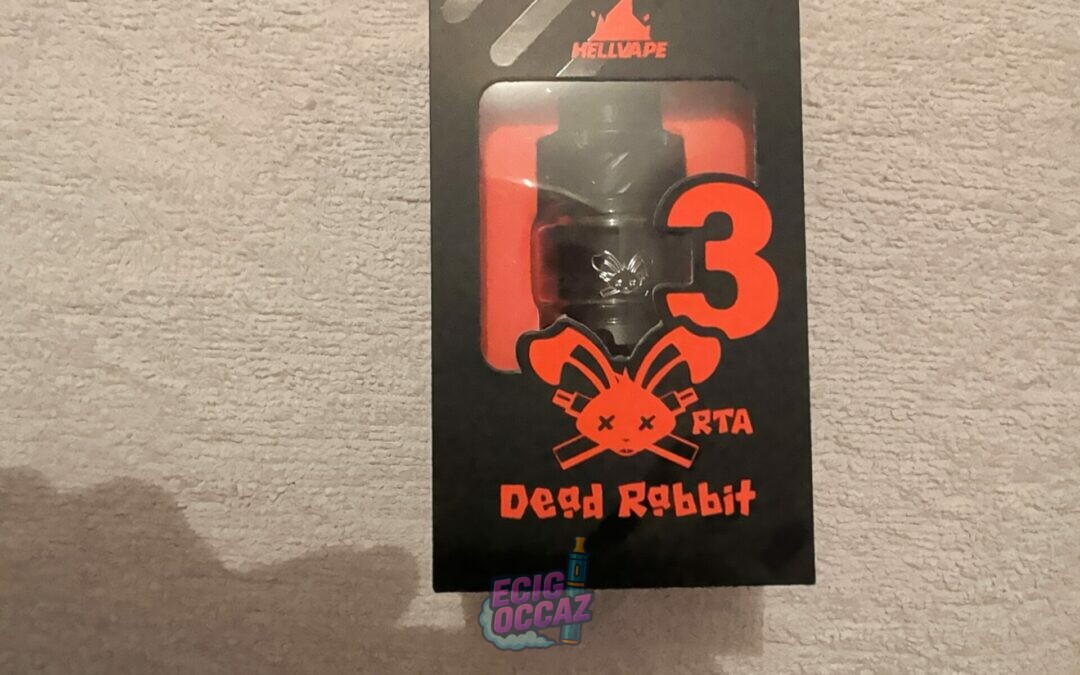 HELLVAPE
3
RTA
Dead Rabbit
ECIG
OCCAZ